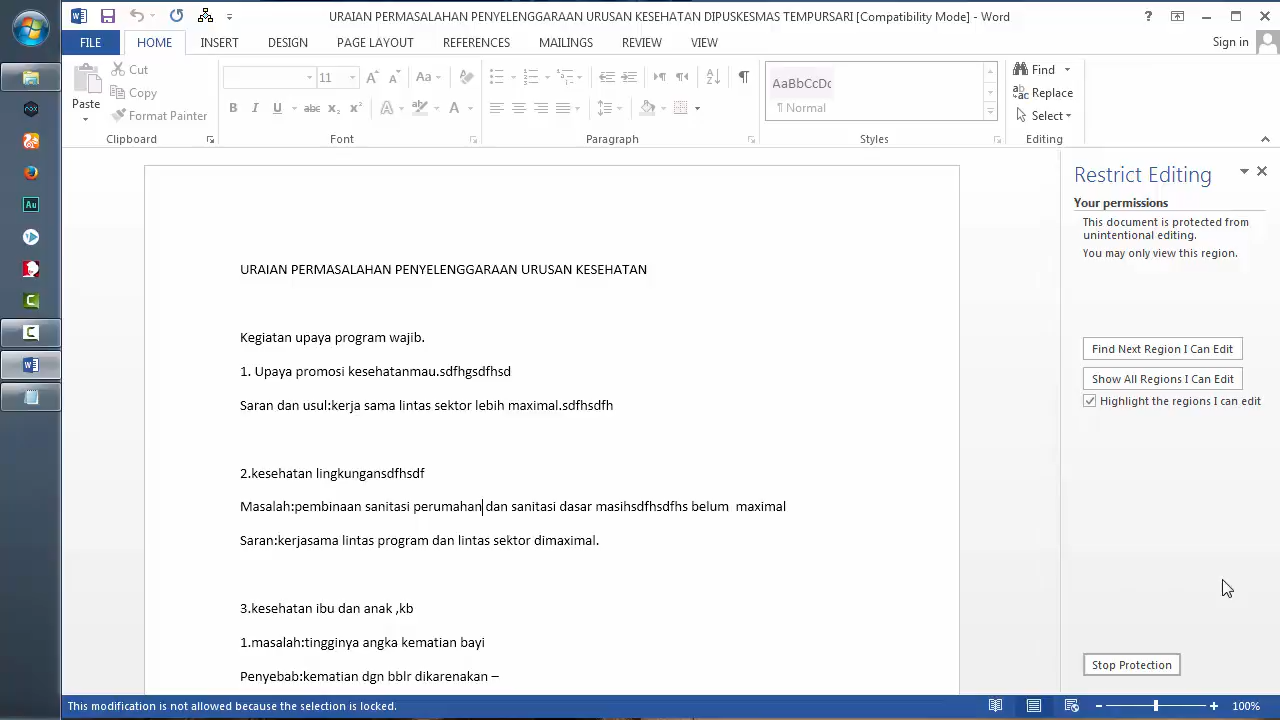 URAIAN PERMASALAHAN PENYELENGGARAAN URUSAN KESEHATAN DIPUSKESMAS TEMPURSARI [Compatibility Mode] - Word
FILE HOME INSERT DESIGN PAGE LAYOUT REFERENCES MAILINGS REVIEW VIEW Sign in
Cut
Copy
Format Painter
Paste
11
Aa
B I U abc x₂ x² A ab A
AaBbCcDc
¶ Normal
Find
Replace
Select
Clipboard Font Paragraph Styles Editing
Restrict Editing
Your permissions
This document is protected from
unintentional editing.
You may only view this region.
Find Next Region I Can Edit
Show All Regions I Can Edit
Highlight the regions I can edit
Stop Protection
URAIAN PERMASALAHAN PENYELENGGARAAN URUSAN KESEHATAN
Kegiatan upaya program wajib.
1. Upaya promosi kesehatanmau.sdfhgsdfhsd
Saran dan usul:kerja sama lintas sektor lebih maximal.sdfhsdfh
2.kesehatan lingkungansdfhsdf
Masalah:pembinaan sanitasi perumahan dan sanitasi dasar masihsdfhsdfhs belum  maximal
Saran:kerjasama lintas program dan lintas sektor dimaximal.
3.kesehatan ibu dan anak ,kb
1.masalah:tingginya angka kematian bayi
Penyebab:kematian dgn bblr dikarenakan –
This modification is not allowed because the selection is locked.
100%